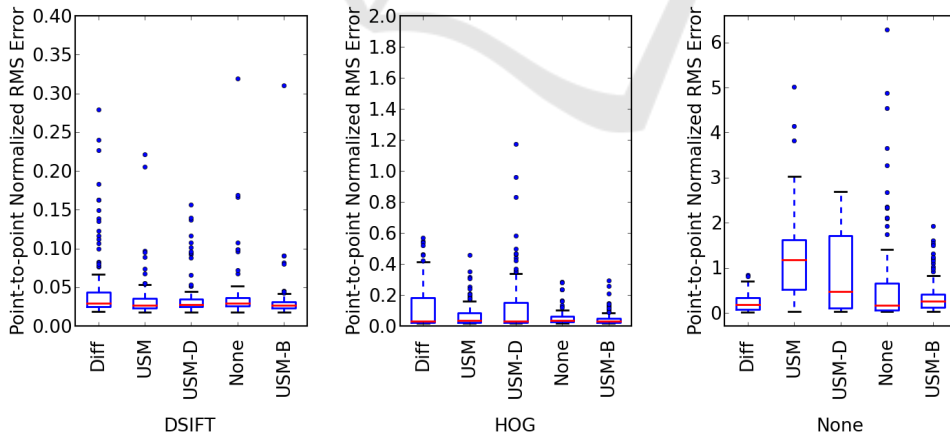 Point-to-point Normalized RMS Error
0.40
0.35
0.30
0.25
0.20
0.15
0.10
0.05
0.00
Diff
USM
USM-D
None
USM-B
DSIFT
Point-to-point Normalized RMS Error
2.0
1.8
1.6
1.4
1.2
1.0
0.8
0.6
0.4
0.2
0.0
Diff
USM
USM-D
None
USM-B
HOG
Point-to-point Normalized RMS Error
6
5
4
3
2
1
0
Diff
USM
USM-D
None
USM-B
None